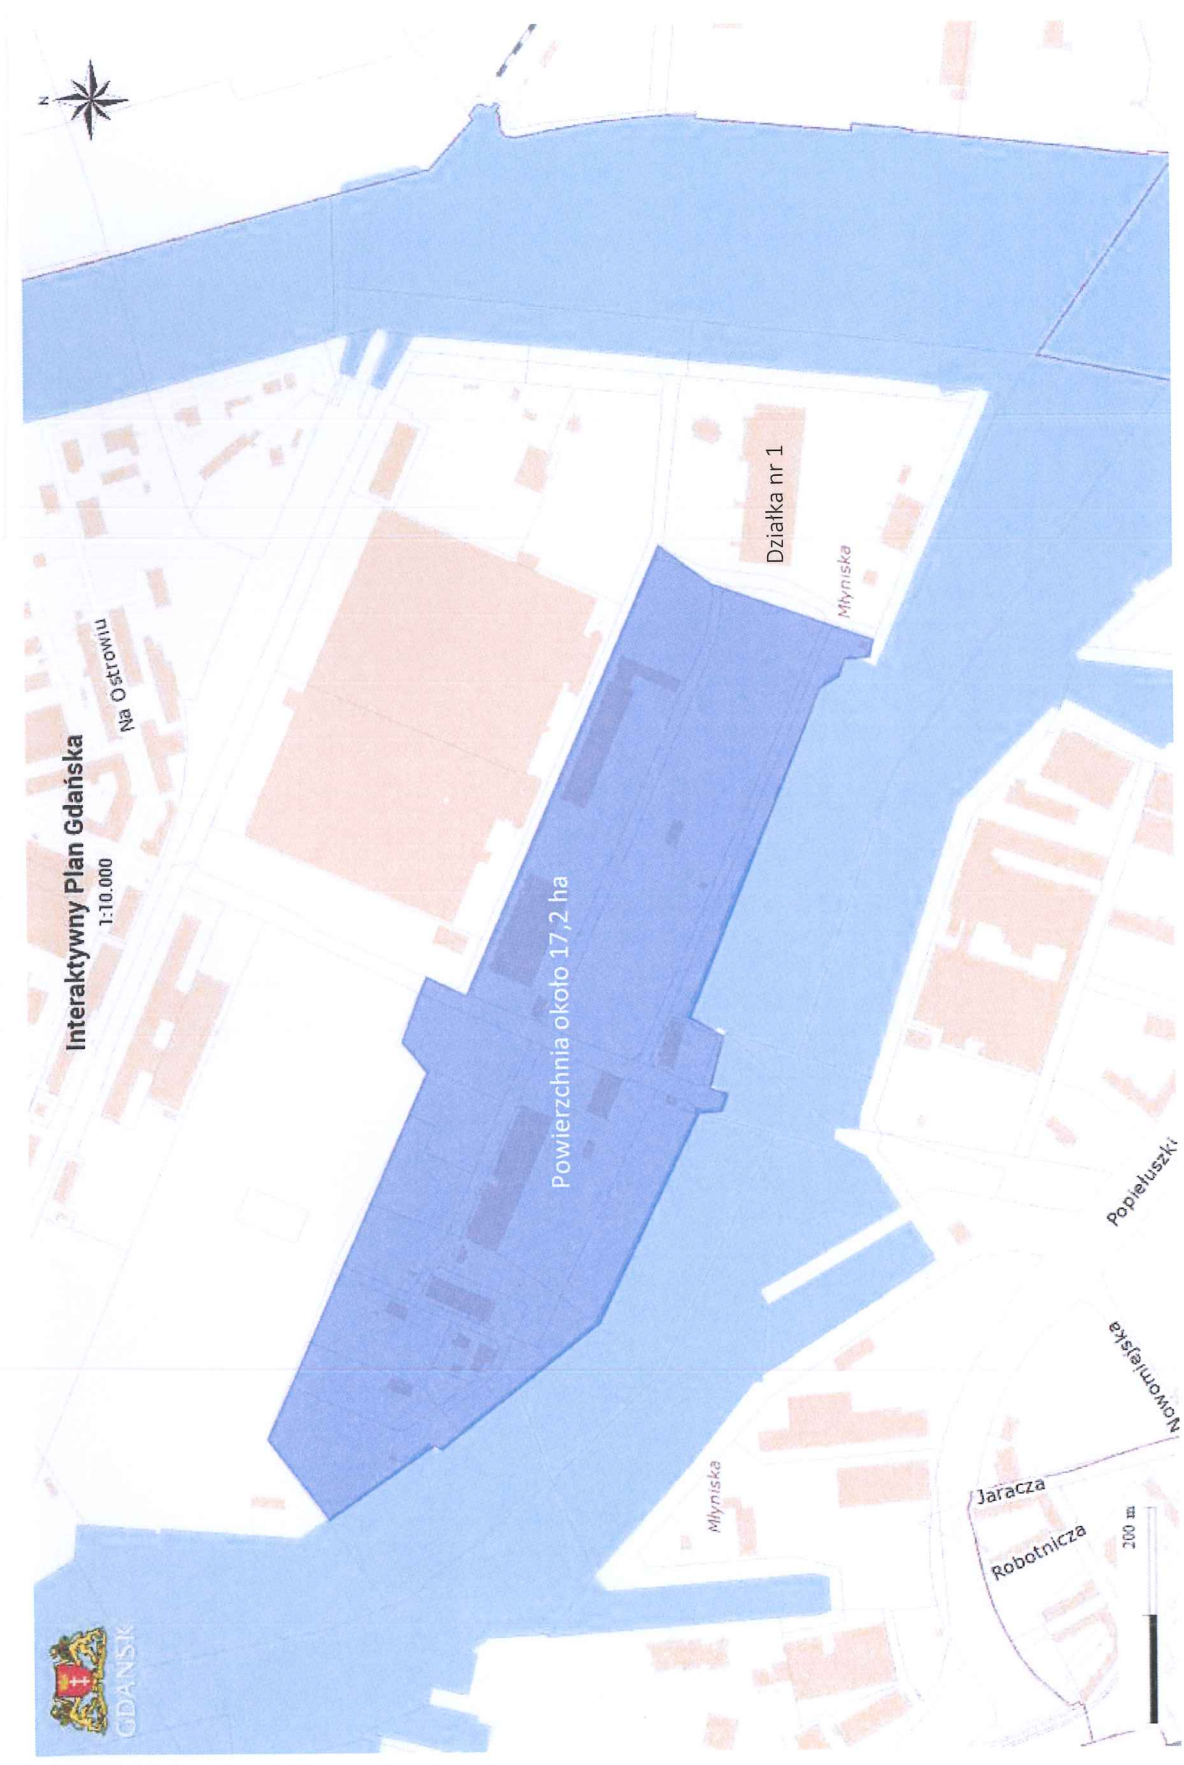 Interaktywny Plan Gdańska
1:10.000
N
GDAŃSK
Na Ostrowiu
Działka nr 1
Młyniska
Powierzchnia około 17,2 ha
Młyniska
Popiełuszki
Nowomiejska
Jaracza
Robotnicza
200 m